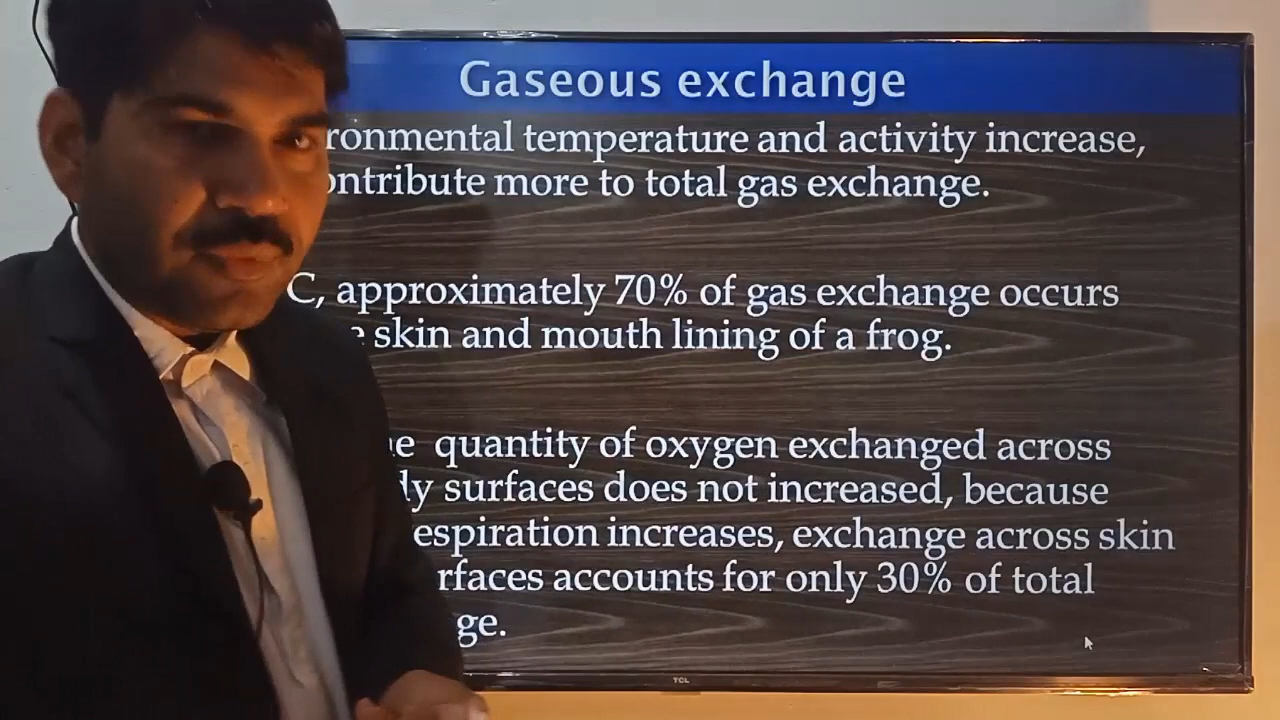 Gaseous exchange
ronmental temperature and activity increase,
ontribute more to total gas exchange.
C, approximately 70% of gas exchange occurs
e skin and mouth lining of a frog.
e quantity of oxygen exchanged across
dy surfaces does not increased, because
espiration increases, exchange across skin
rfaces accounts for only 30% of total
ge.
TCL